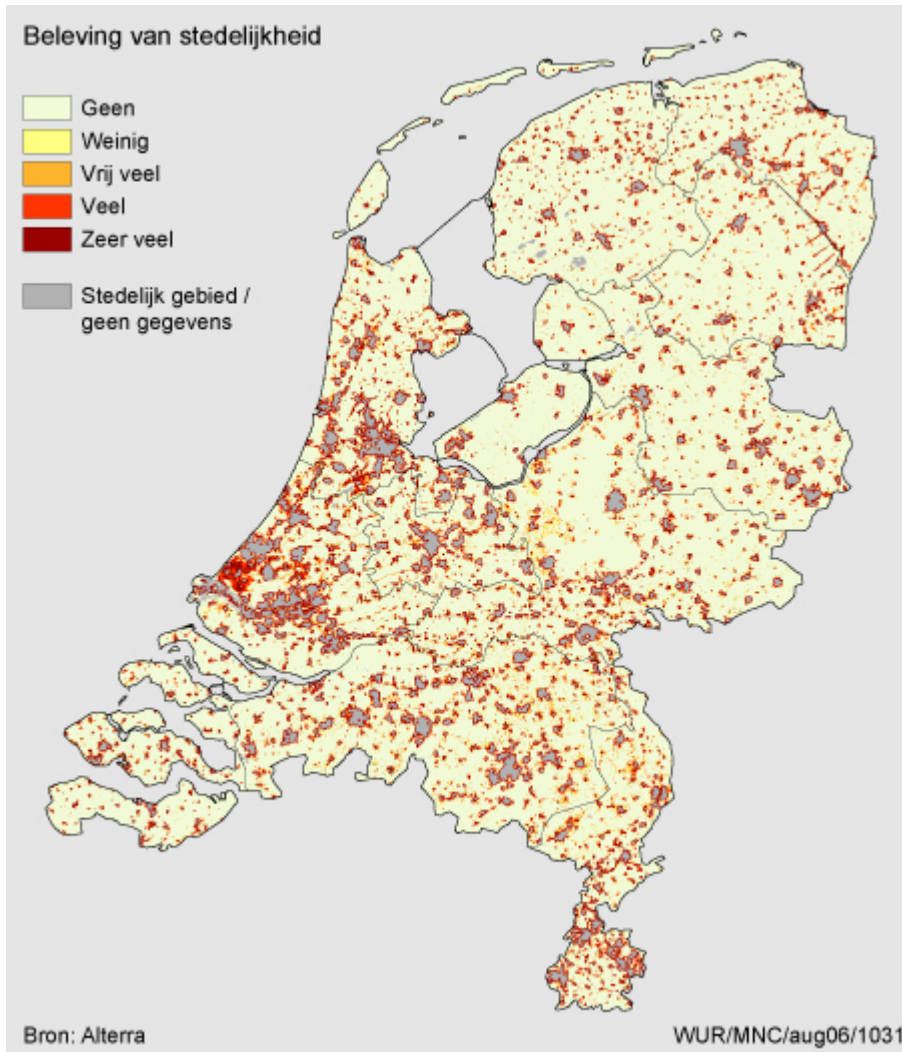 Beleving van stedelijkheid
Geen
Weinig
Vrij veel
Veel
Zeer veel
Stedelijk gebied /
geen gegevens
Bron: Alterra
WUR/MNC/aug06/1031